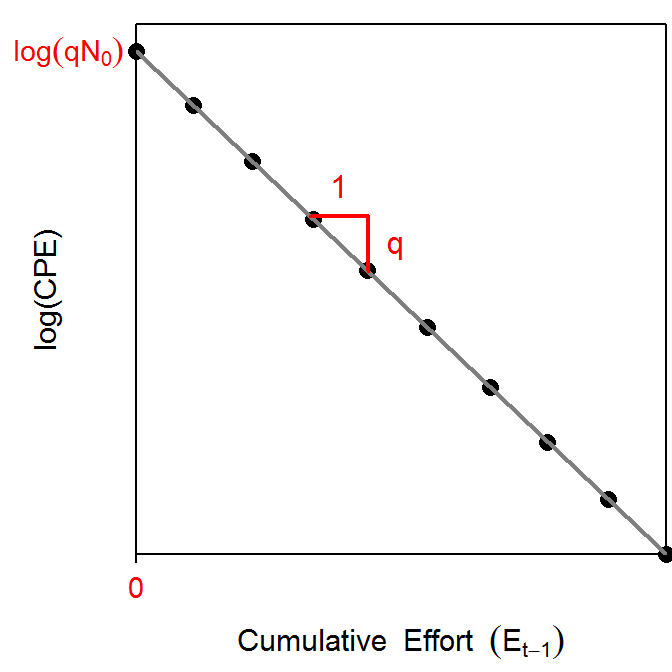 log(qN₀)
1
q
log(CPE)
0
Cumulative Effort (Eₜ₋₁)